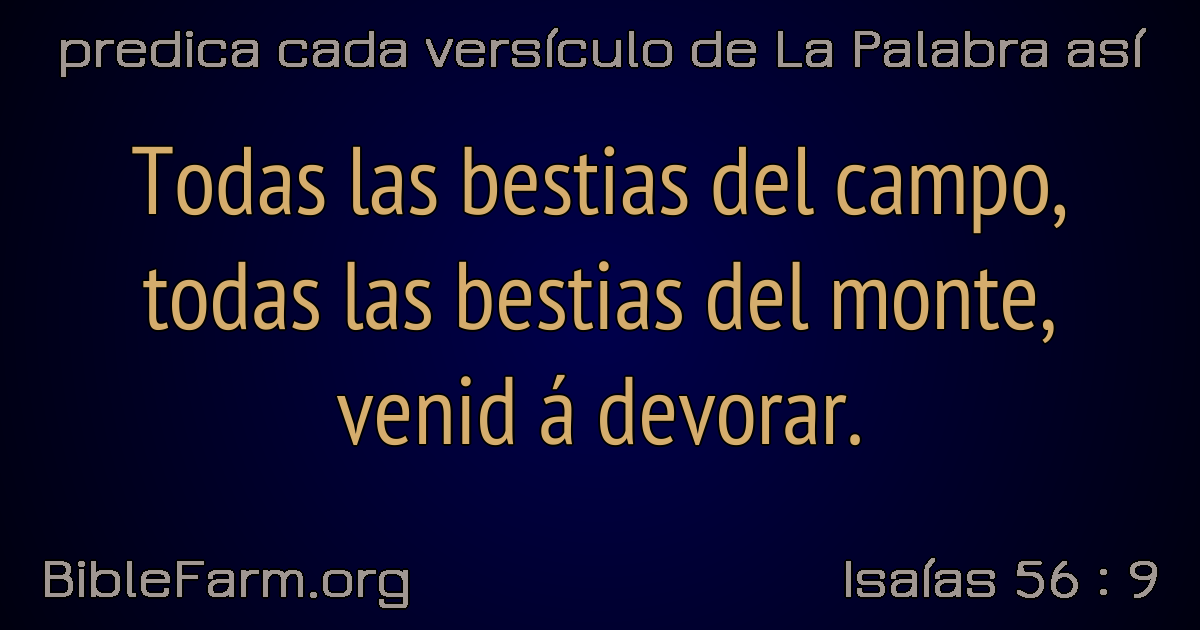 predica cada versículo de La Palabra así
Todas las bestias del campo,
todas las bestias del monte,
venid á devorar.
BibleFarm.org
Isaías 56 : 9